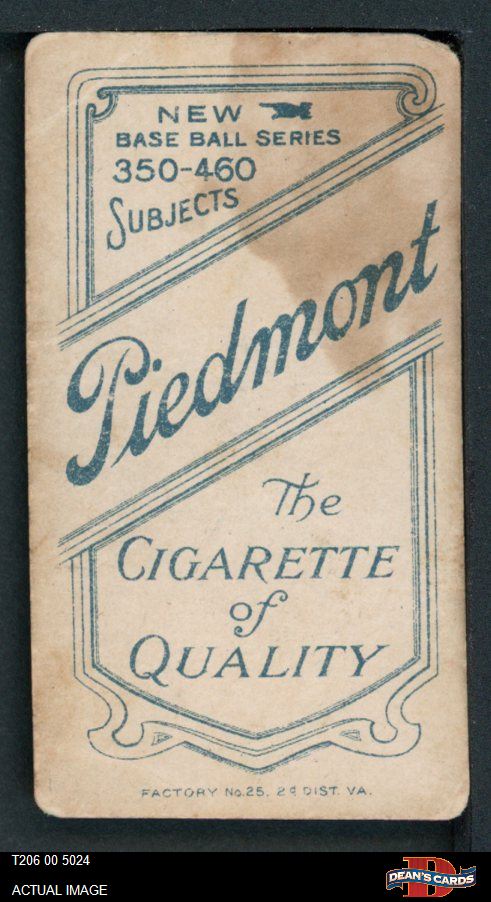 NEW
BASE BALL SERIES
350-460
SUBJECTS
Piedmont
The
CIGARETTE
of
QUALITY
FACTORY No. 25. 2d DIST. VA.
T206 00 5024
ACTUAL IMAGE
DEAN'S CARDS